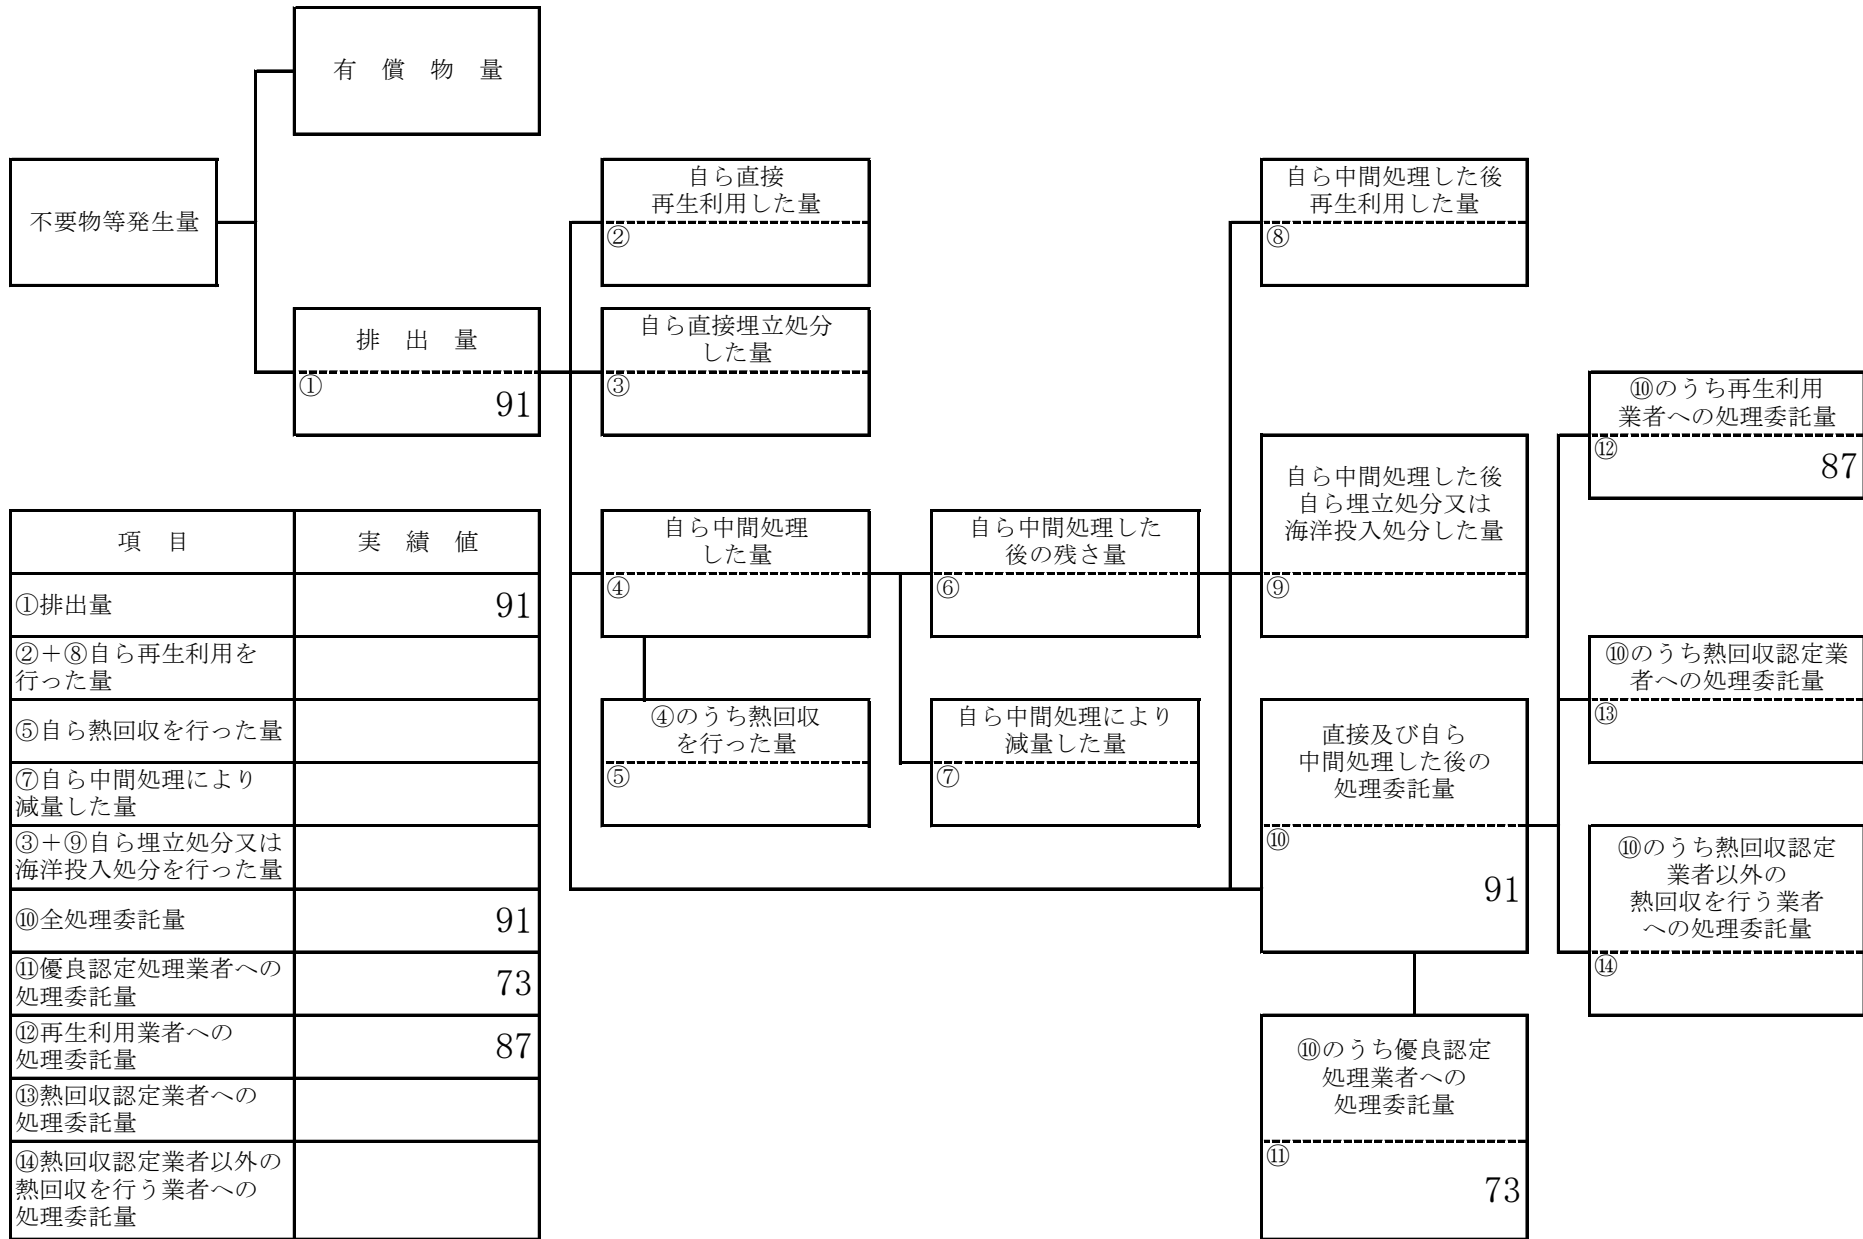 有　償　物　量
不要物等発生量
排　出　量
①
91
自ら直接
再生利用した量
②
自ら直接埋立処分
した量
③
自ら中間処理
した量
④
④のうち熱回収
を行った量
⑤
自ら中間処理した
後の残さ量
⑥
自ら中間処理により
減量した量
⑦
自ら中間処理した後
再生利用した量
⑧
自ら中間処理した後
自ら埋立処分又は
海洋投入処分した量
⑨
直接及び自ら
中間処理した後の
処理委託量
⑩
91
⑩のうち優良認定
処理業者への
処理委託量
⑪
73
⑩のうち再生利用
業者への処理委託量
⑫
87
⑩のうち熱回収認定業
者への処理委託量
⑬
⑩のうち熱回収認定
業者以外の
熱回収を行う業者
への処理委託量
⑭
項　目　実　績　値
①排出量　91
②＋⑧自ら再生利用を
行った量
⑤自ら熱回収を行った量
⑦自ら中間処理により
減量した量
③＋⑨自ら埋立処分又は
海洋投入処分を行った量
⑩全処理委託量　91
⑪優良認定処理業者への
処理委託量　73
⑫再生利用業者への
処理委託量　87
⑬熱回収認定業者への
処理委託量
⑭熱回収認定業者以外の
熱回収を行う業者への
処理委託量